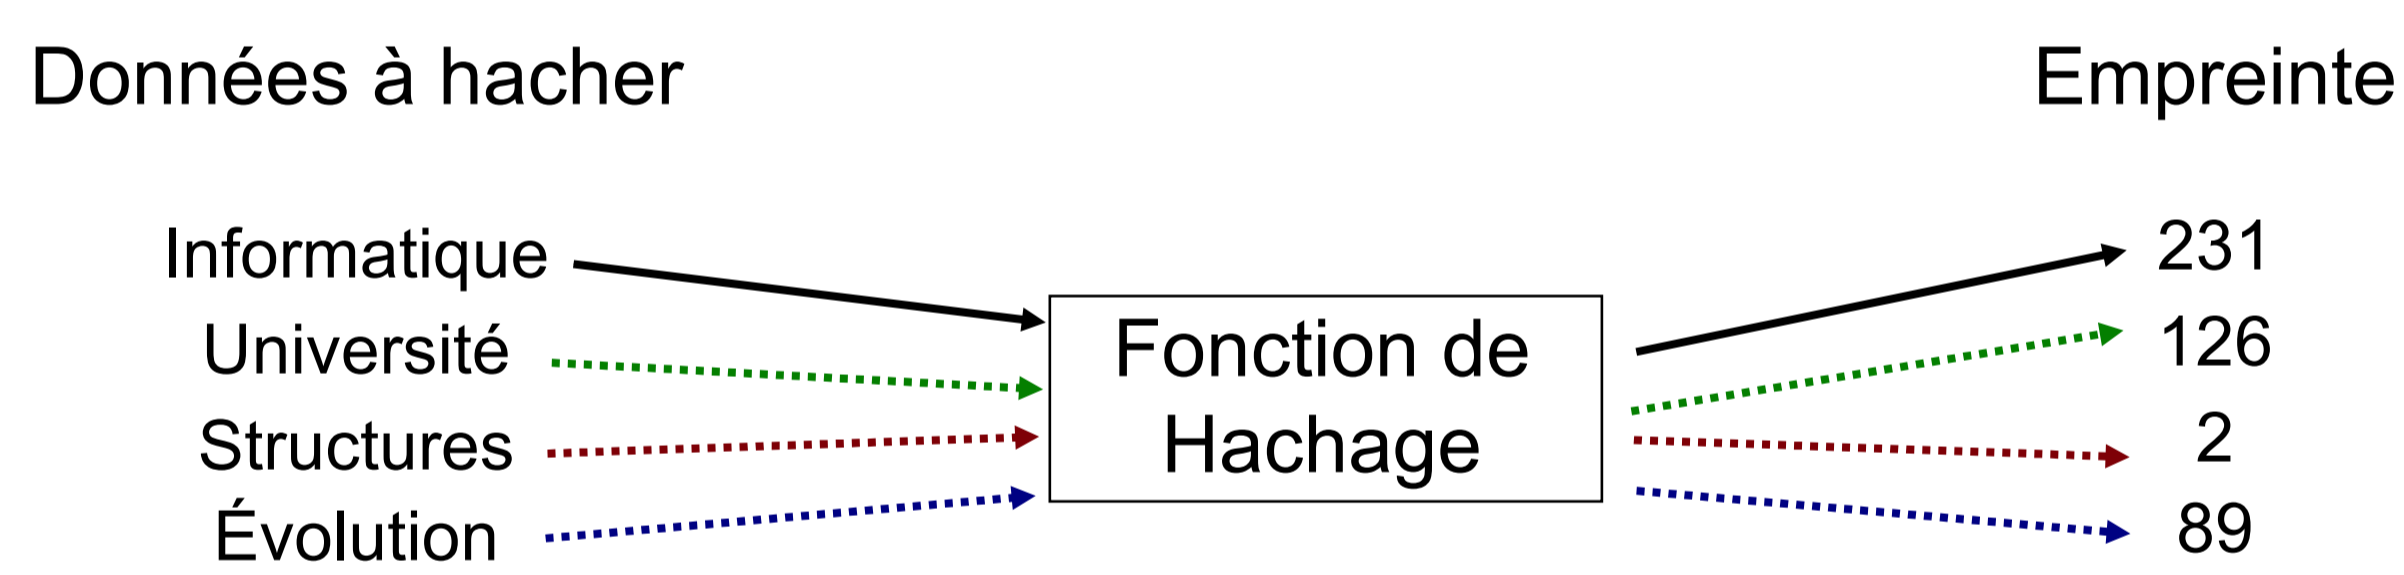 Données à hacher
Empreinte
Informatique
Université
Structures
Évolution
Fonction de
Hachage
231
126
2
89